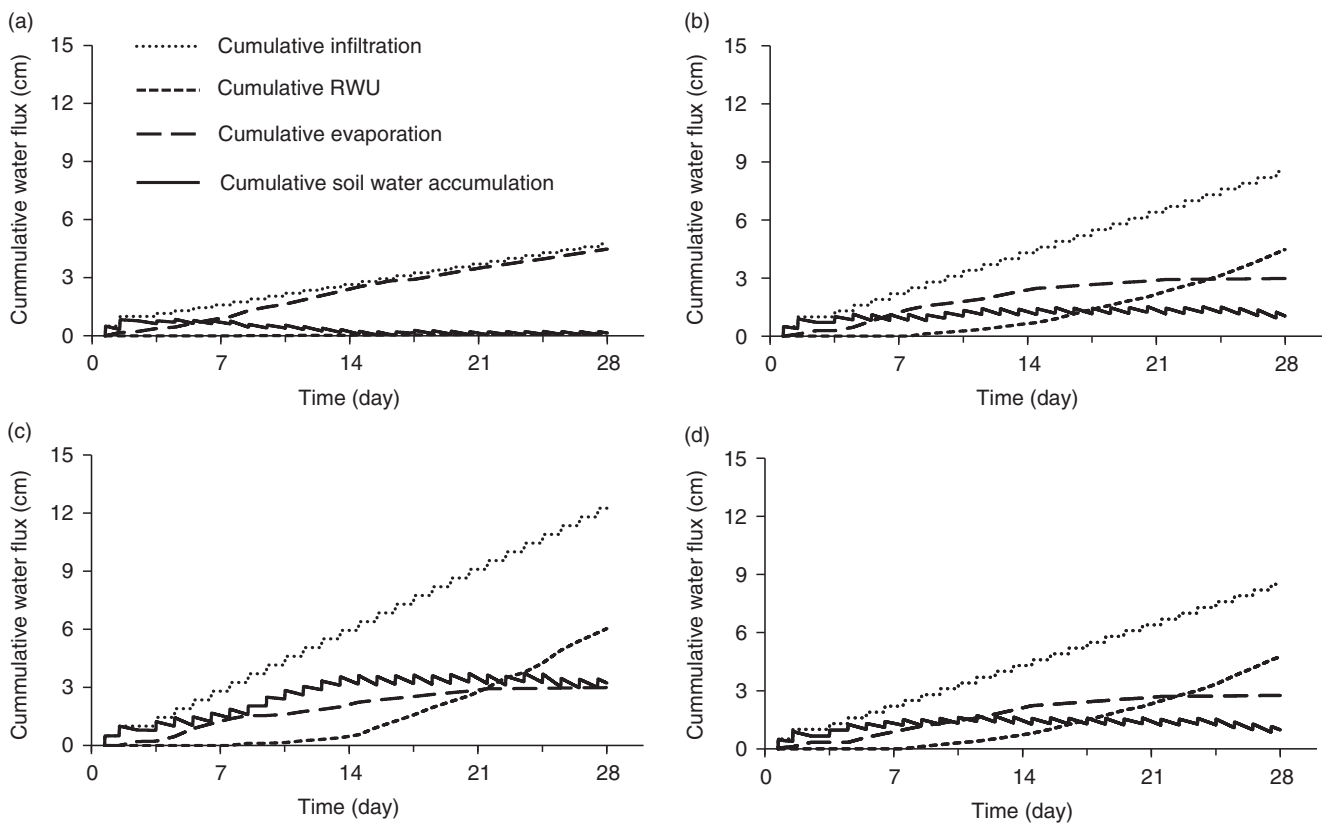 (a)
15
12
9
6
3
0
Cummulative water flux (cm)
Cumulative infiltration
Cumulative RWU
Cumulative evaporation
Cumulative soil water accumulation
0 7 14 21 28
Time (day)
(b)
15
12
9
6
3
0
Cummulative water flux (cm)
0 7 14 21 28
Time (day)
(c)
15
12
9
6
3
0
Cummulative water flux (cm)
0 7 14 21 28
Time (day)
(d)
15
12
9
6
3
0
Cummulative water flux (cm)
0 7 14 21 28
Time (day)